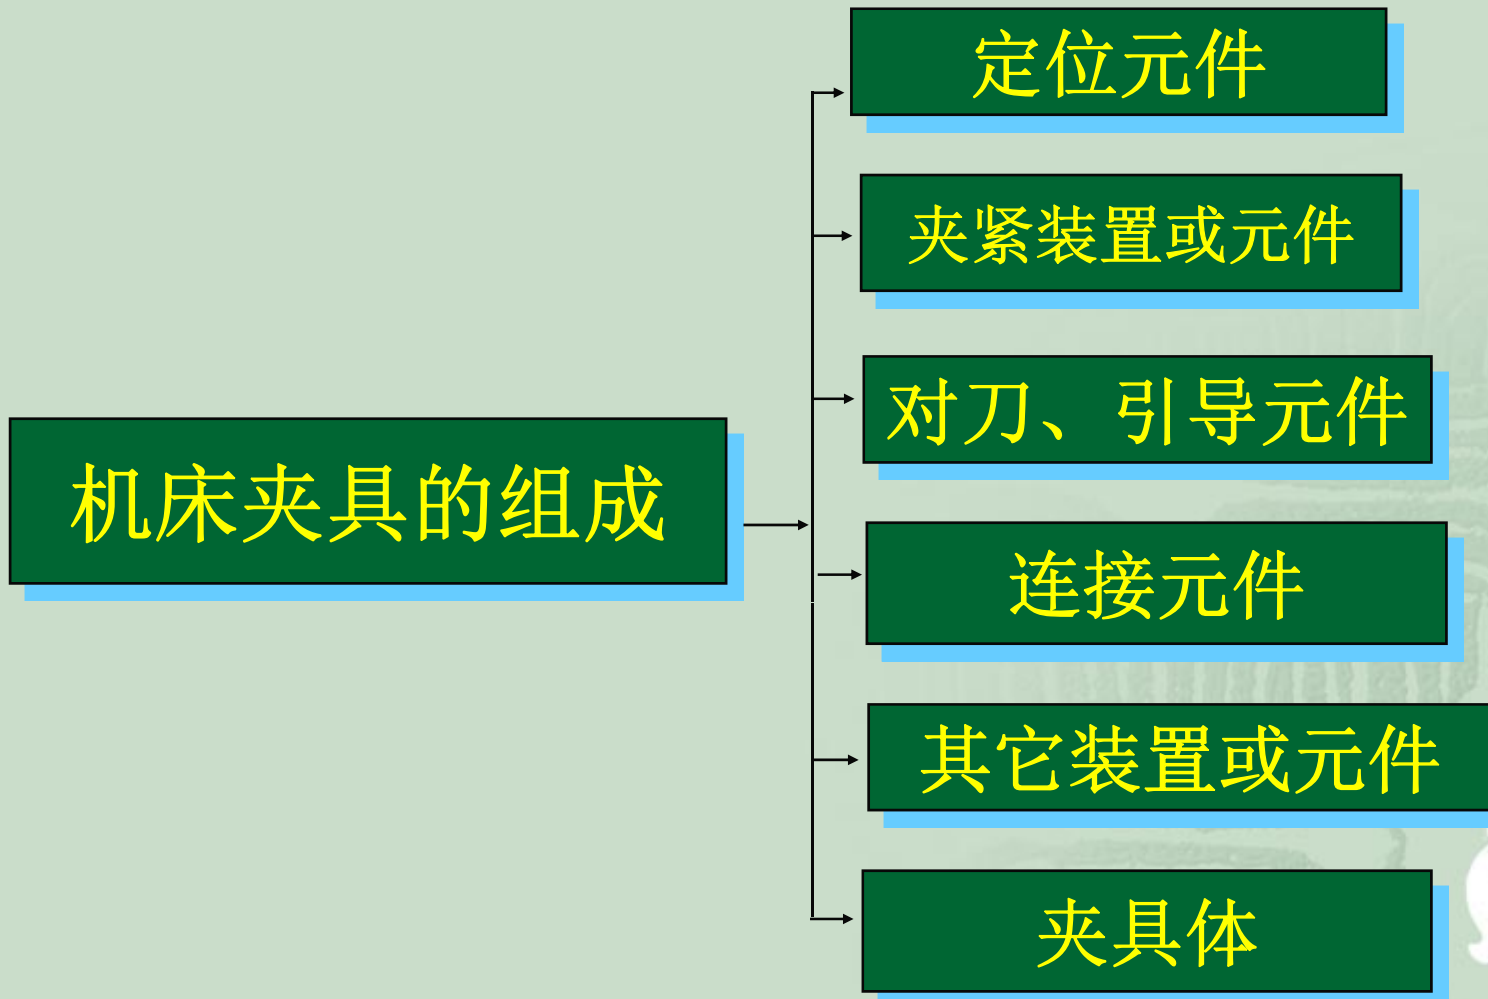 机床夹具的组成
定位元件
夹紧装置或元件
对刀、引导元件
连接元件
其它装置或元件
夹具体